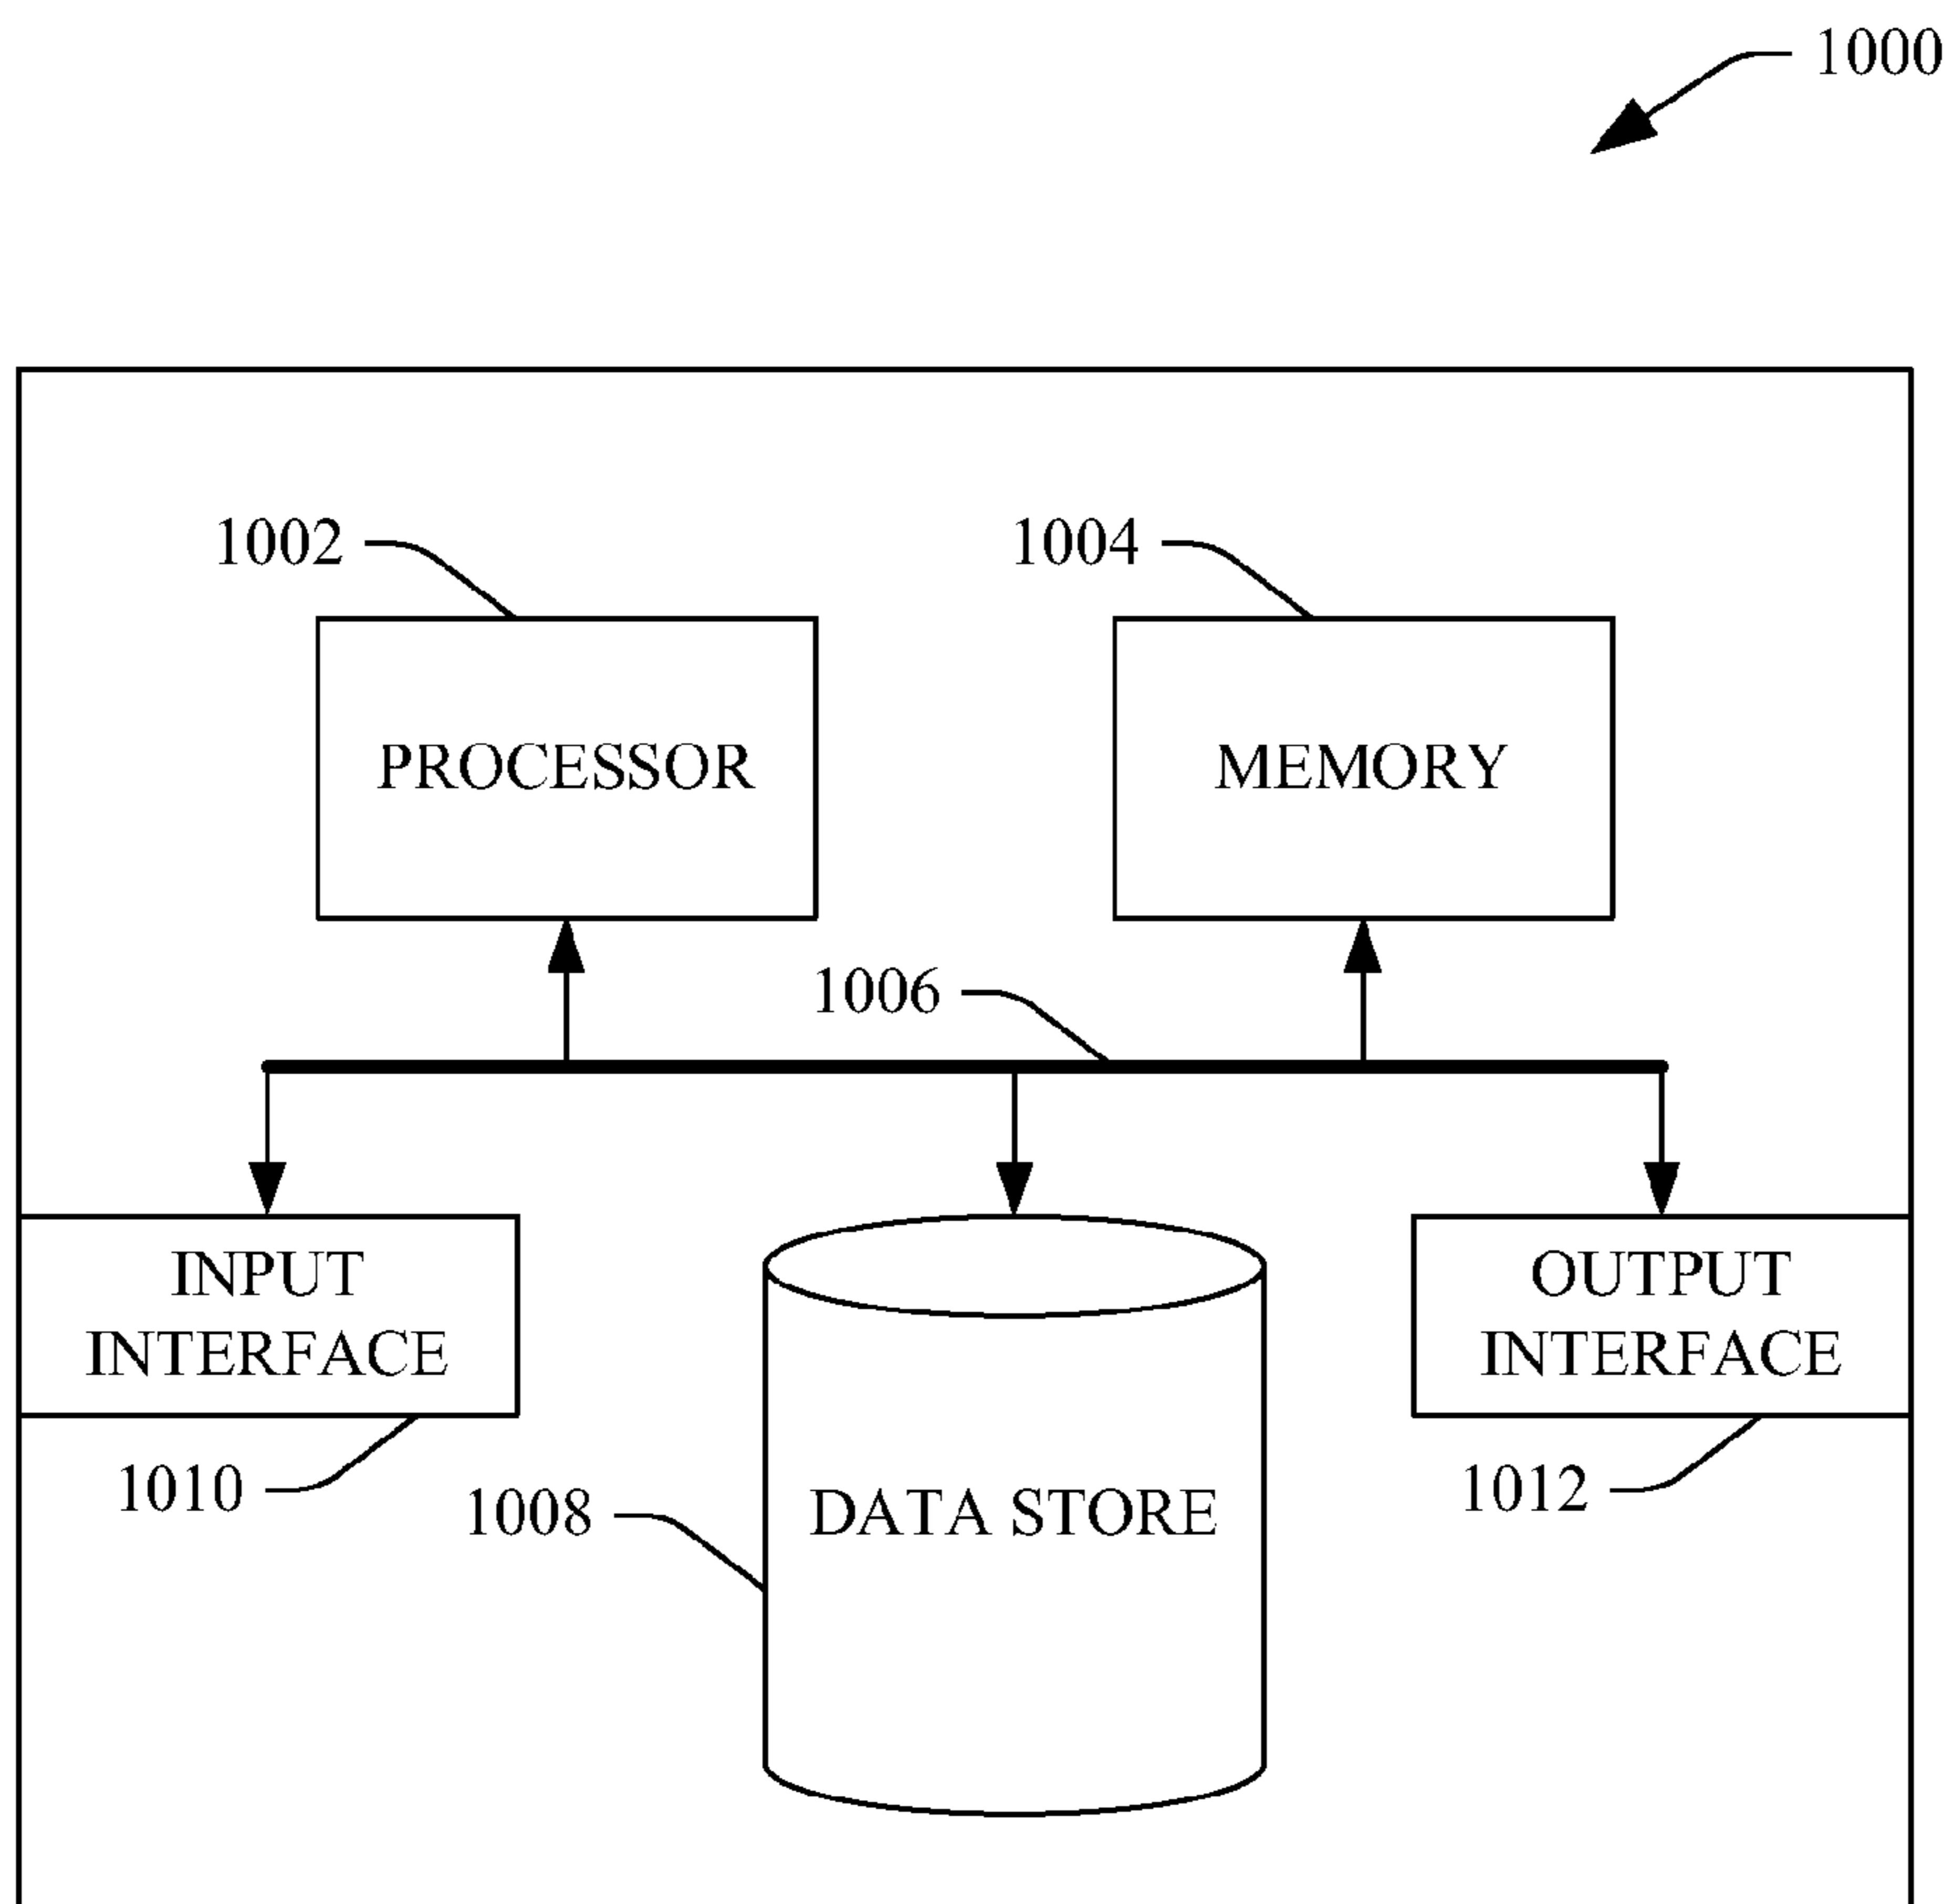 1000
1002
1004
PROCESSOR
MEMORY
1006
INPUT
INTERFACE
OUTPUT
INTERFACE
1010
1008
DATA STORE
1012